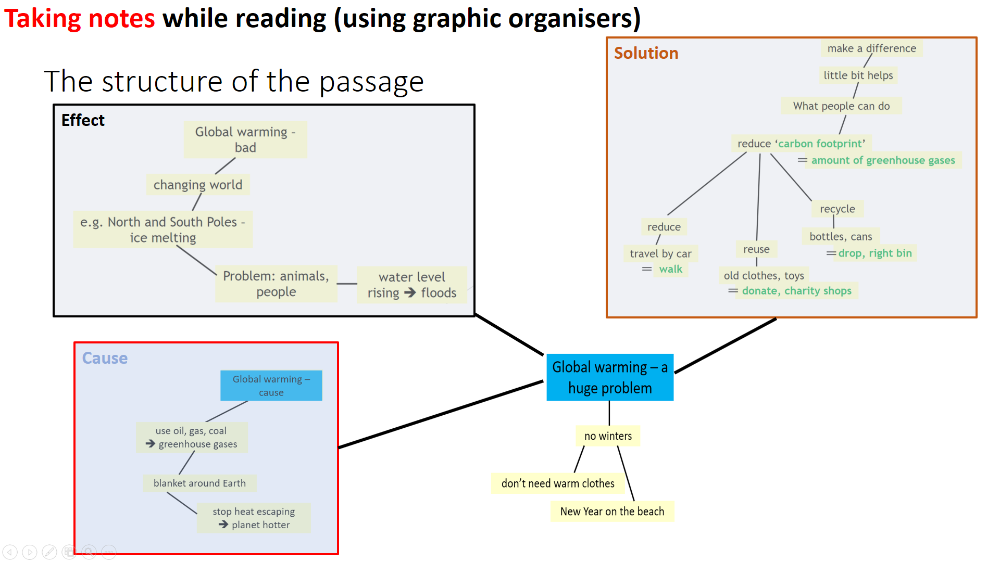 Taking notes while reading (using graphic organisers)
The structure of the passage
Effect
Global warming -
bad
changing world
e.g. North and South Poles -
ice melting
Problem: animals,
people
water level
rising ➔ floods
Solution
make a difference
little bit helps
What people can do
reduce ‘carbon footprint’
= amount of greenhouse gases
reduce
travel by car
= walk
reuse
old clothes, toys
= donate, charity shops
recycle
bottles, cans
= drop, right bin
Cause
Global warming –
cause
use oil, gas, coal
➔ greenhouse gases
blanket around Earth
stop heat escaping
➔ planet hotter
Global warming – a
huge problem
no winters
don’t need warm clothes
New Year on the beach